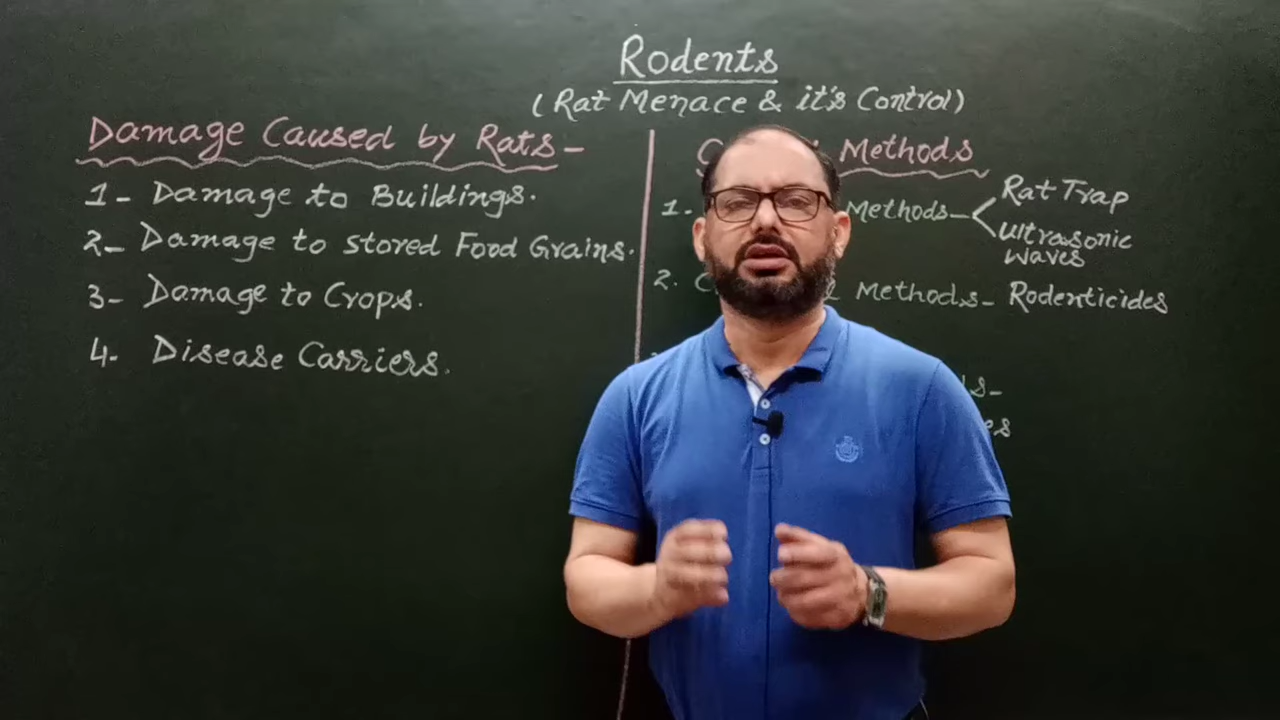 Rodents
(Rat Menace & it's Control)
Damage Caused by Rats-
1- Damage to Buildings.
2- Damage to stored Food Grains.
3- Damage to Crops.
4. Disease Carriers.
Methods
1. Methods- Rat Trap
Ultrasonic
waves
2. Methods- Rodenticides